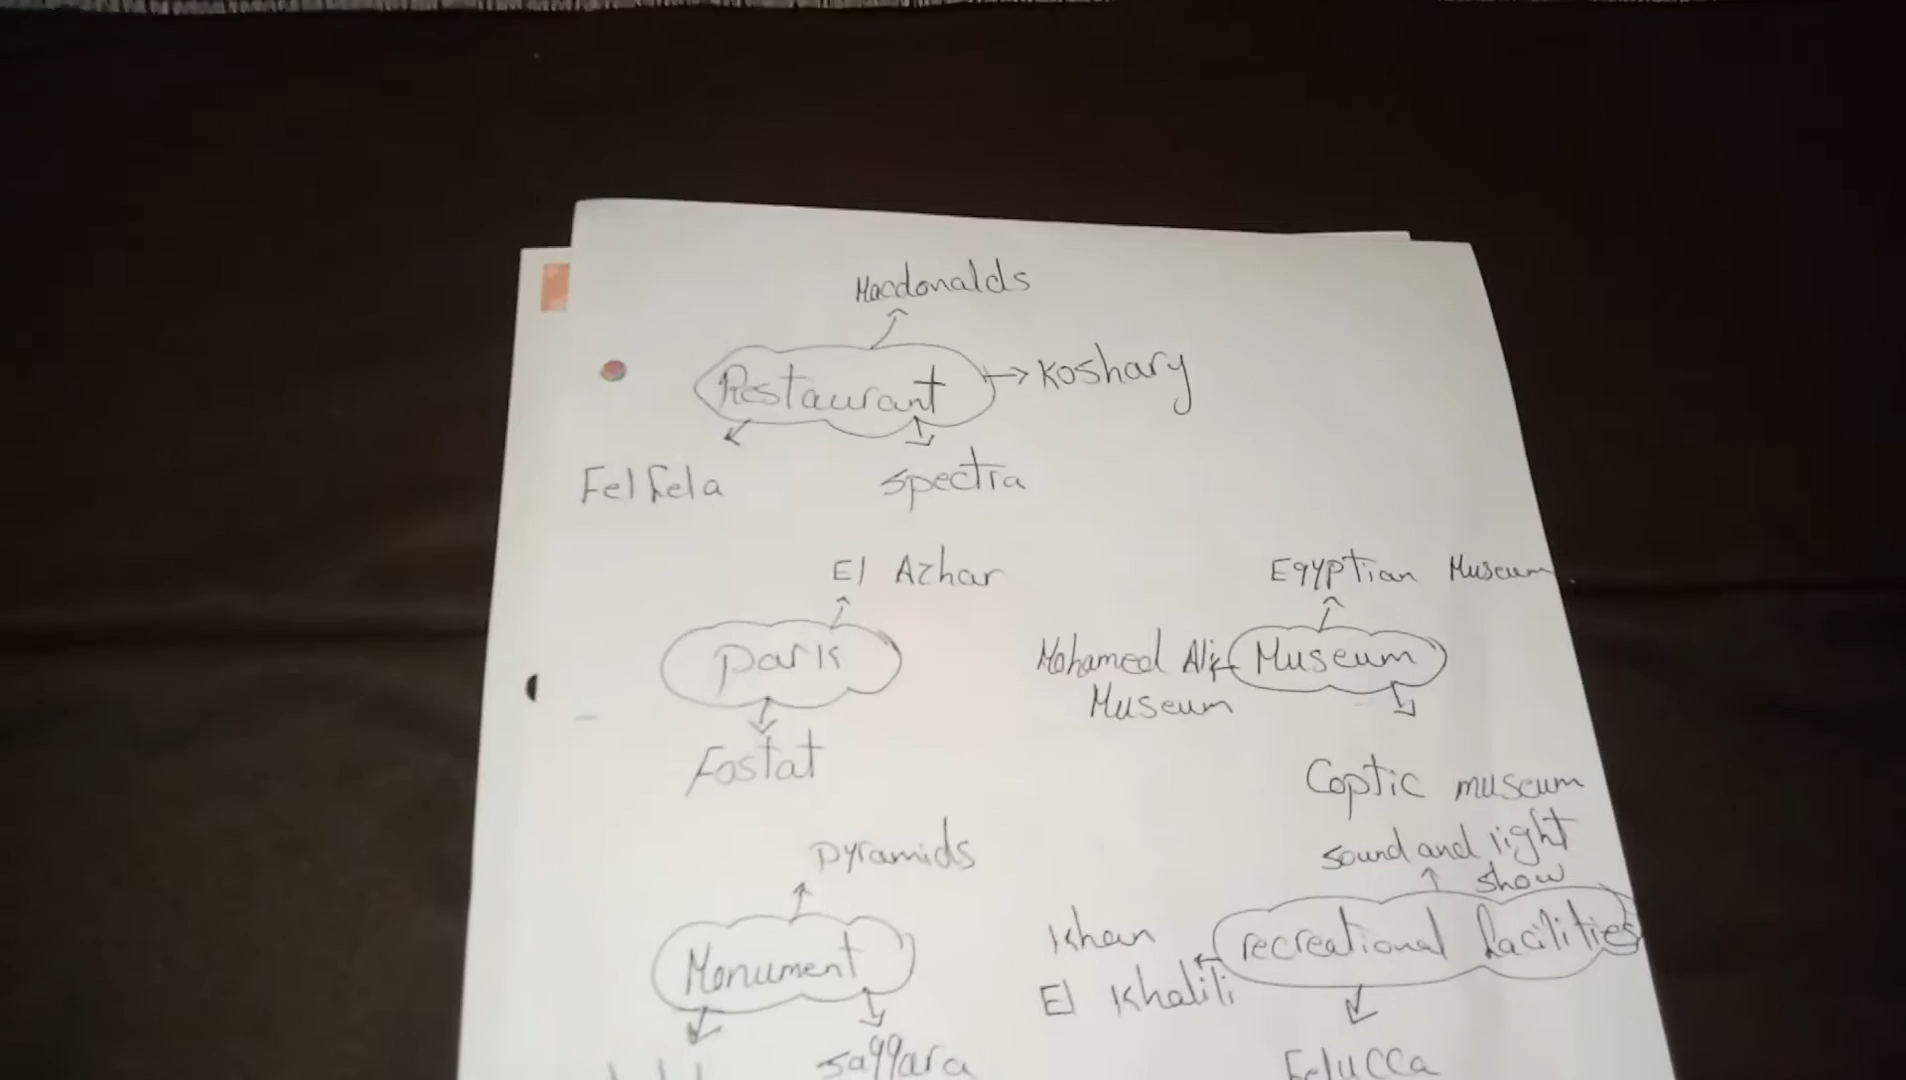 Macdonalds
Restaurant
Koshary
Felfela
spectra
El Azhar
park
Fostat
Egyptian Museum
Mohamed Ali
Museum
Museum
Coptic museum
pyramids
Monument
saqqara
sound and light
show
recreational facilities
Khan
El Khalili
Felucca